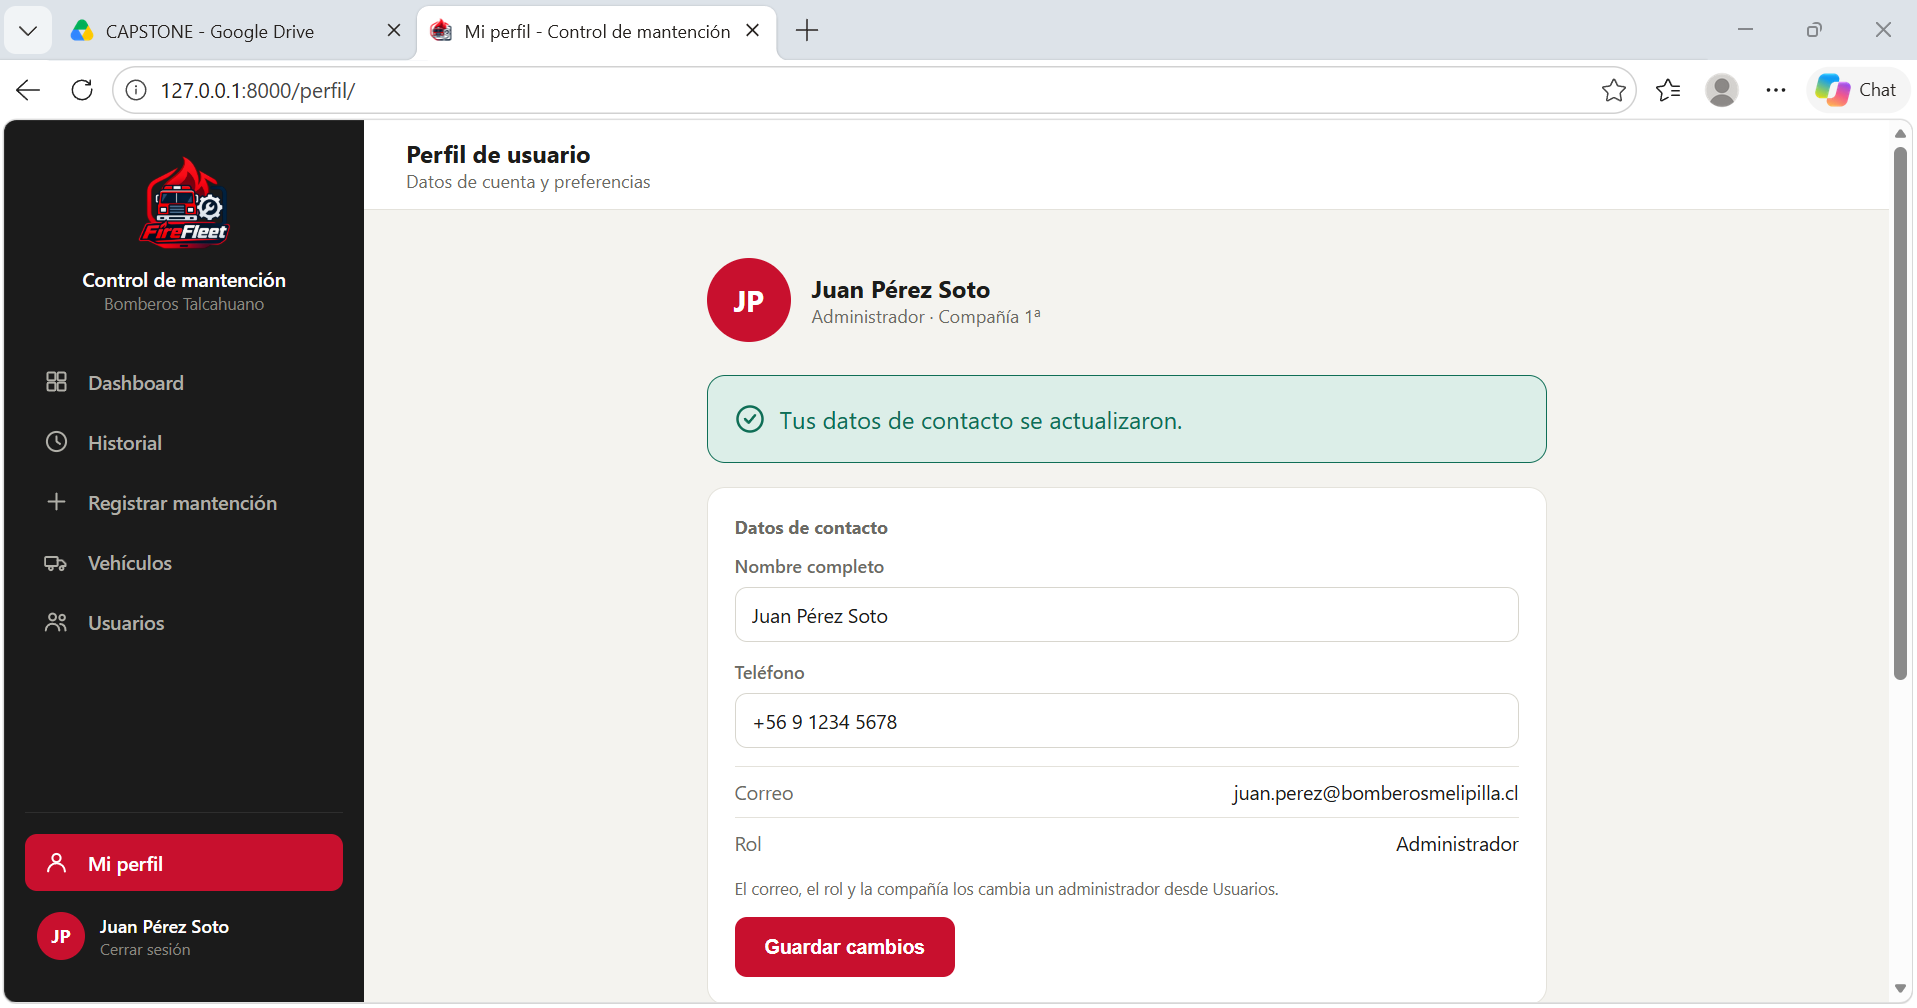 CAPSTONE - Google Drive
Mi perfil - Control de mantención
127.0.0.1:8000/perfil/
Chat
FireFleet
Control de mantención
Bomberos Talcahuano
Dashboard
Historial
Registrar mantención
Vehículos
Usuarios
Mi perfil
JP
Juan Pérez Soto
Cerrar sesión
Perfil de usuario
Datos de cuenta y preferencias
JP
Juan Pérez Soto
Administrador · Compañía 1ª
Tus datos de contacto se actualizaron.
Datos de contacto
Nombre completo
Juan Pérez Soto
Teléfono
+56 9 1234 5678
Correo juan.perez@bomberosmelipilla.cl
Rol Administrador
El correo, el rol y la compañía los cambia un administrador desde Usuarios.
Guardar cambios